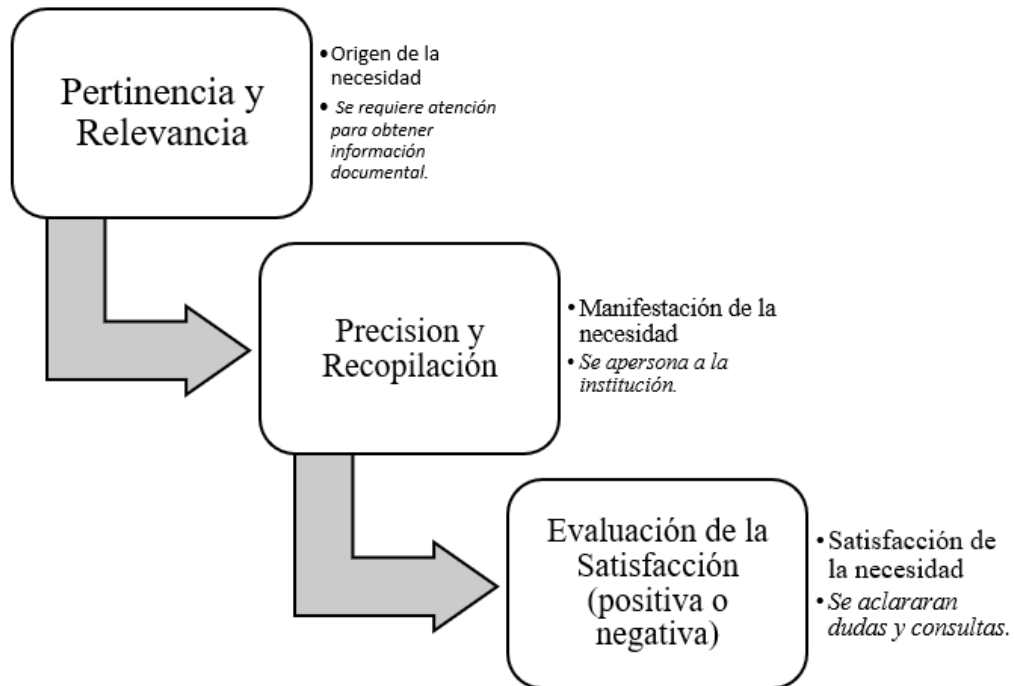 Pertinencia y
Relevancia
•Origen de la
necesidad
• Se requiere atención
para obtener
información
documental.
Precision y
Recopilación
•Manifestación de la
necesidad
•Se apersona a la
institución.
Evaluación de la
Satisfacción
(positiva o
negativa)
•Satisfacción de
la necesidad
•Se aclararan
dudas y consultas.